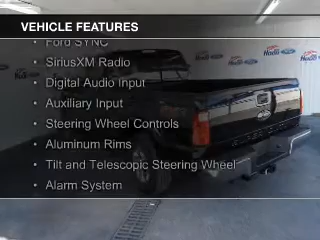 VEHICLE FEATURES
• Ford SYNC
• SiriusXM Radio
• Digital Audio Input
• Auxiliary Input
• Steering Wheel Controls
• Aluminum Rims
• Tilt and Telescopic Steering Wheel
• Alarm System